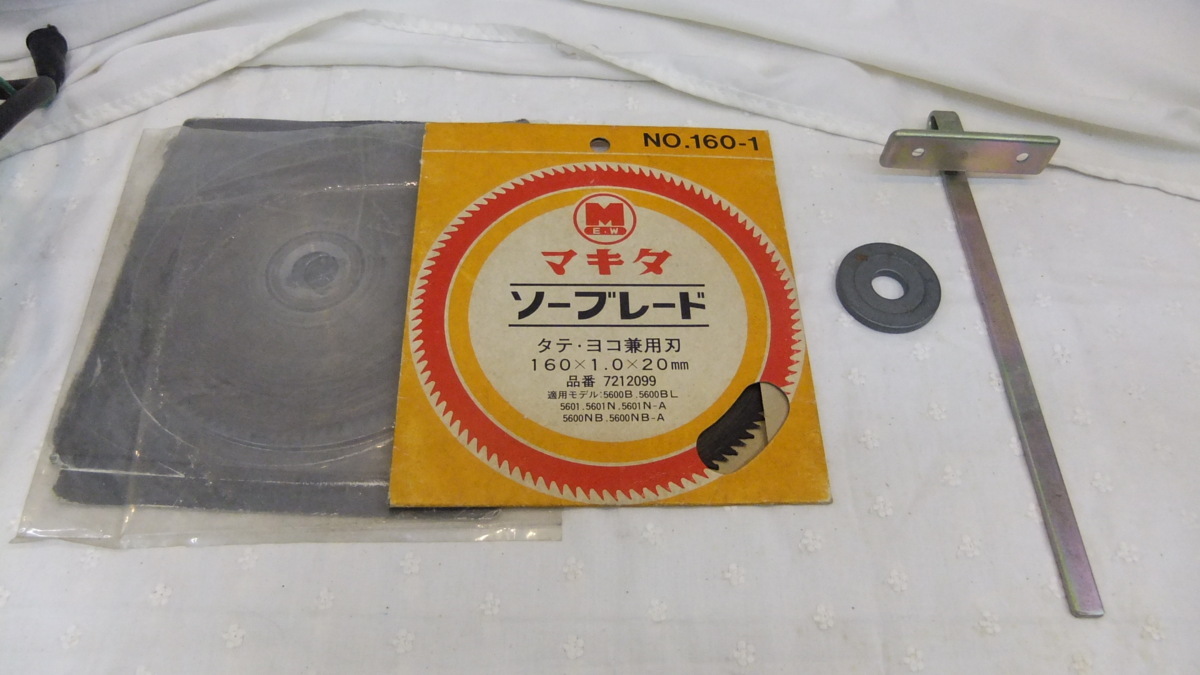 NO.160-1
M
E.W
マキタ
ソーブレード
タテ・ヨコ兼用刃
160×1.0×20mm
品番 7212099
適用モデル:5600B.5600BL
5601.5601N.5601N-A
5600NB.5600NB-A